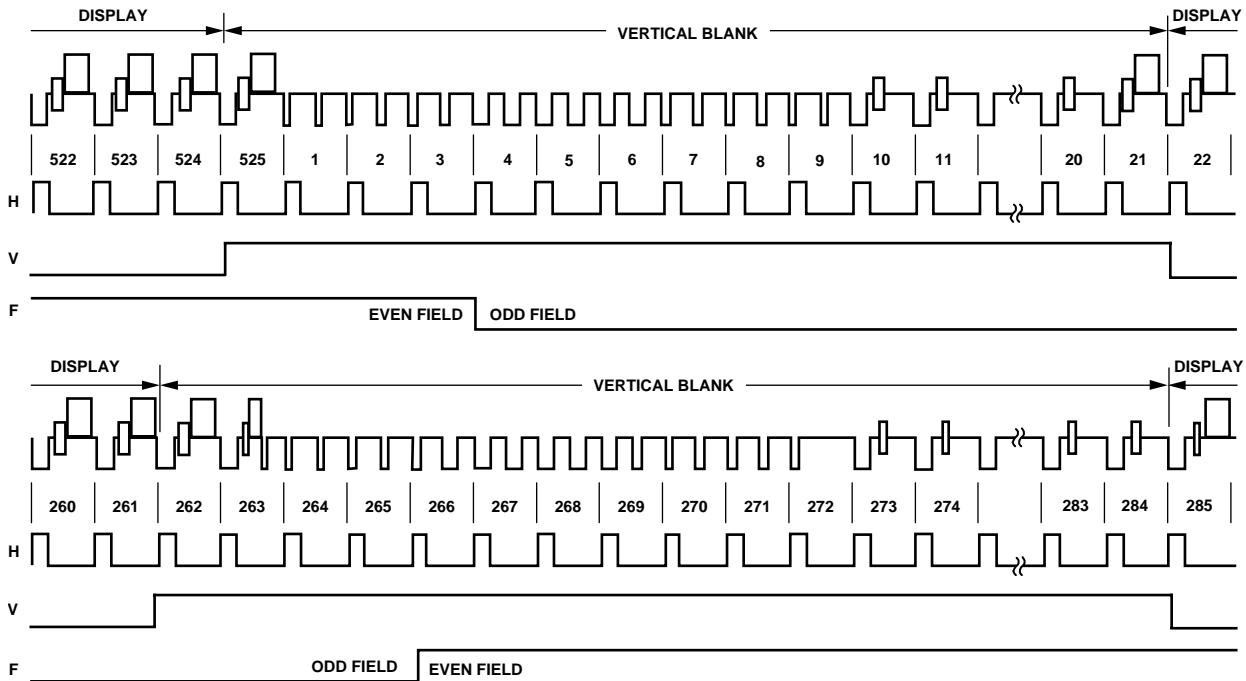 DISPLAY VERTICAL BLANK DISPLAY
522 523 524 525 1 2 3 4 5 6 7 8 9 10 11 20 21 22
H
V
F
EVEN FIELD ODD FIELD
DISPLAY VERTICAL BLANK DISPLAY
260 261 262 263 264 265 266 267 268 269 270 271 272 273 274 283 284 285
H
V
ODD FIELD EVEN FIELD
F